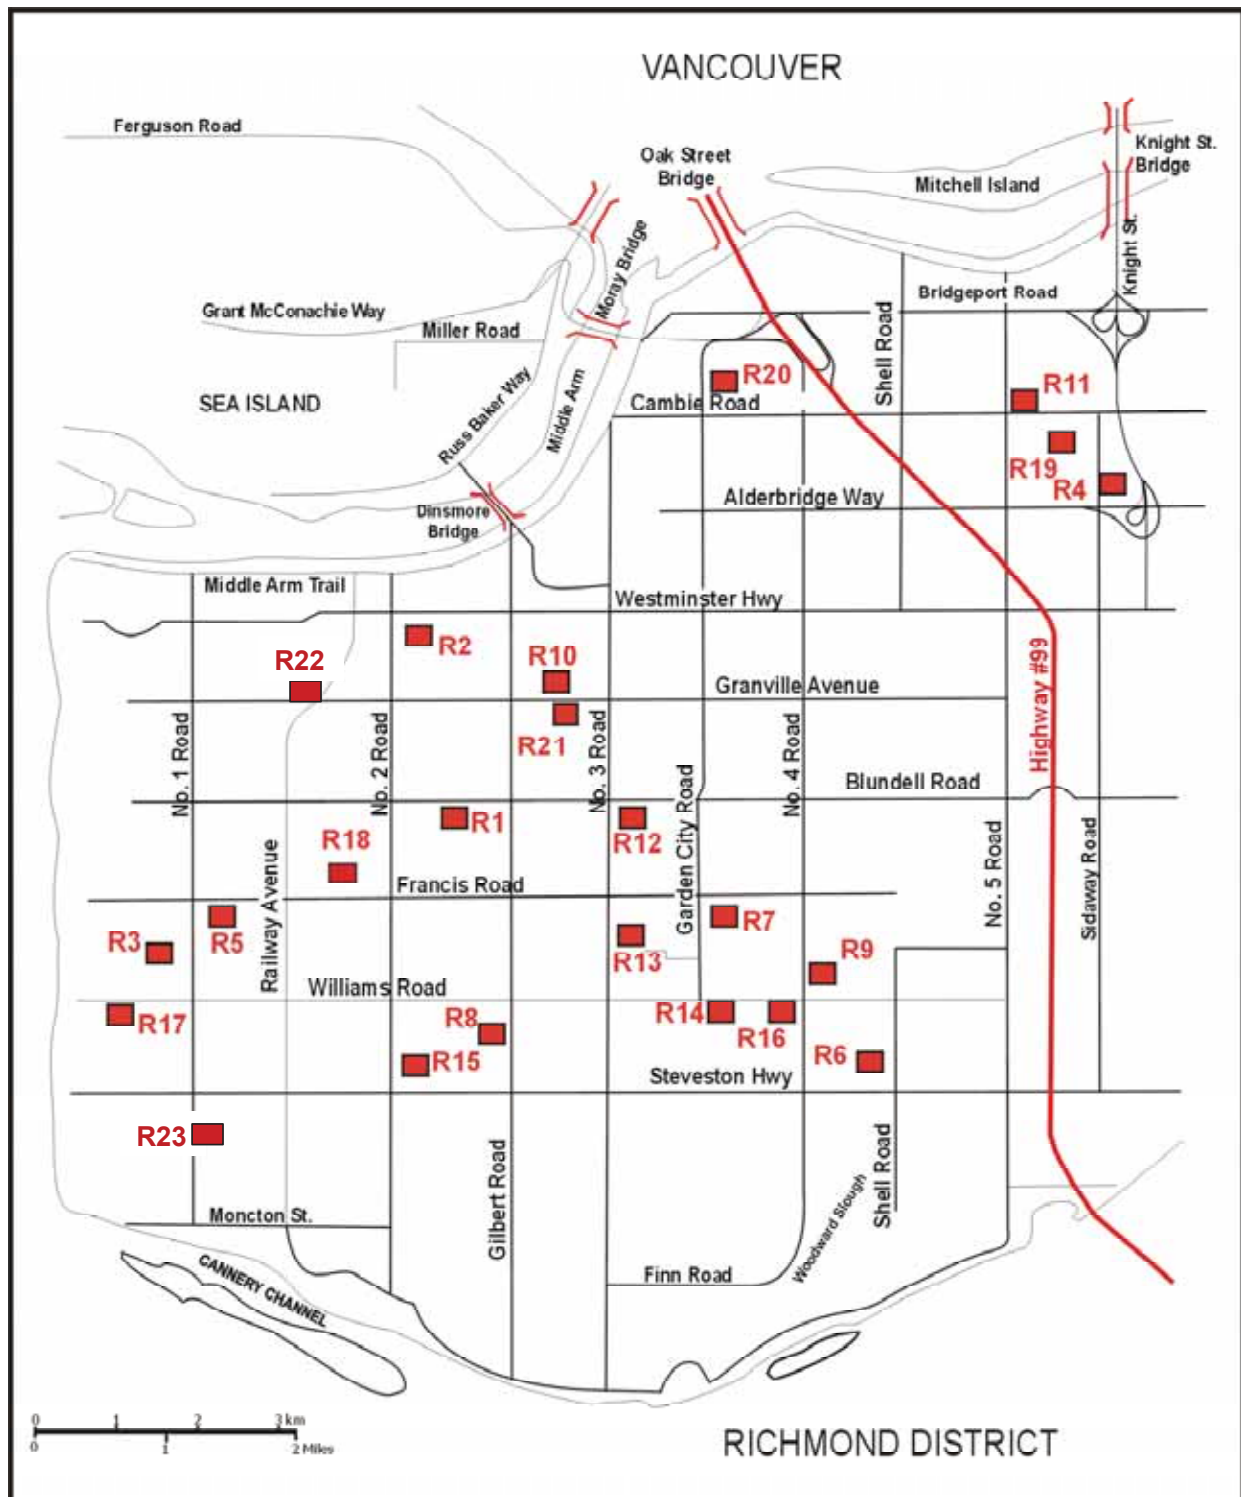 VANCOUVER
Ferguson Road
Oak Street
Bridge
Knight St.
Bridge
Mitchell Island
Knight St.
Moray Bridge
Bridgeport Road
Grant McConachie Way
Miller Road
Shell Road
R20
R11
SEA ISLAND
Russ Baker Way
Middle Arm
Cambie Road
R19
R4
Alderbridge Way
Dinsmore
Bridge
Middle Arm Trail
Westminster Hwy
R2
R22
R10
Granville Avenue
Highway #99
R21
No. 1 Road
No. 2 Road
No. 3 Road
No. 4 Road
Blundell Road
R1
R12
R18
Garden City Road
No. 5 Road
Sidaway Road
Railway Avenue
Francis Road
R3
R5
R7
R13
R9
Williams Road
R17
R8
R14
R16
R15
R6
Steveston Hwy
R23
Gilbert Road
Shell Road
Woodward Slough
Moncton St.
Finn Road
CANNERY CHANNEL
0 1 2 3 km
0 1 2 Miles
RICHMOND DISTRICT